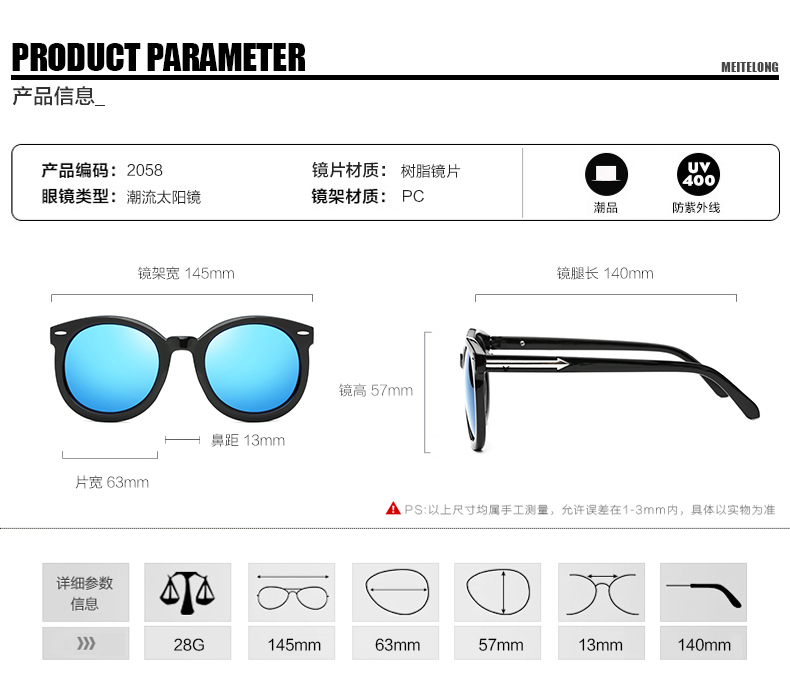 PRODUCT PARAMETER
MEITELONG
产品信息_
产品编码：2058
镜片材质：树脂镜片
眼镜类型：潮流太阳镜
镜架材质：PC
潮品
UV
400
防紫外线
镜架宽 145mm
镜腿长 140mm
镜高 57mm
鼻距 13mm
片宽 63mm
PS:以上尺寸均属手工测量，允许误差在1-3mm内，具体以实物为准
详细参数
信息
28G
145mm
63mm
57mm
13mm
140mm